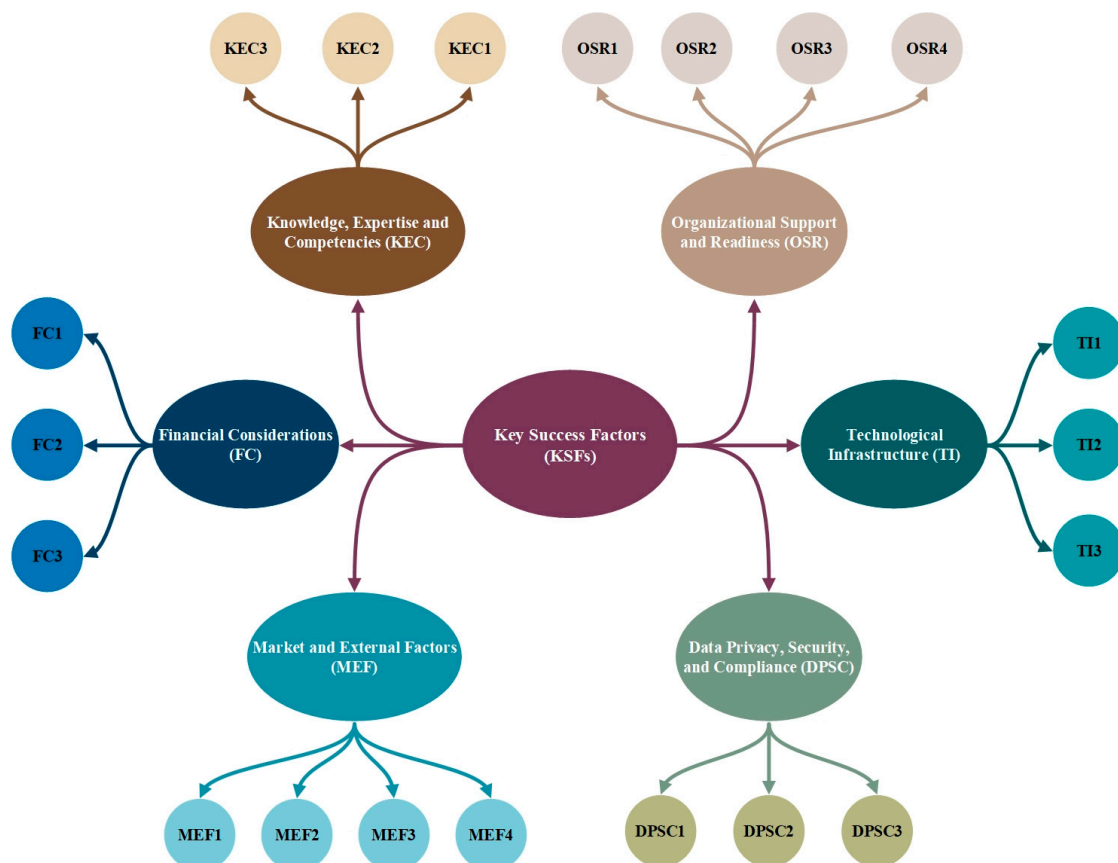 KEC3
KEC2
KEC1
OSR1
OSR2
OSR3
OSR4
Knowledge, Expertise and
Competencies (KEC)
Organizational Support
and Readiness (OSR)
FC1
FC2
FC3
Financial Considerations
(FC)
Key Success Factors
(KSFs)
Technological
Infrastructure (TI)
TI1
TI2
TI3
Market and External Factors
(MEF)
Data Privacy, Security,
and Compliance (DPSC)
MEF1
MEF2
MEF3
MEF4
DPSC1
DPSC2
DPSC3